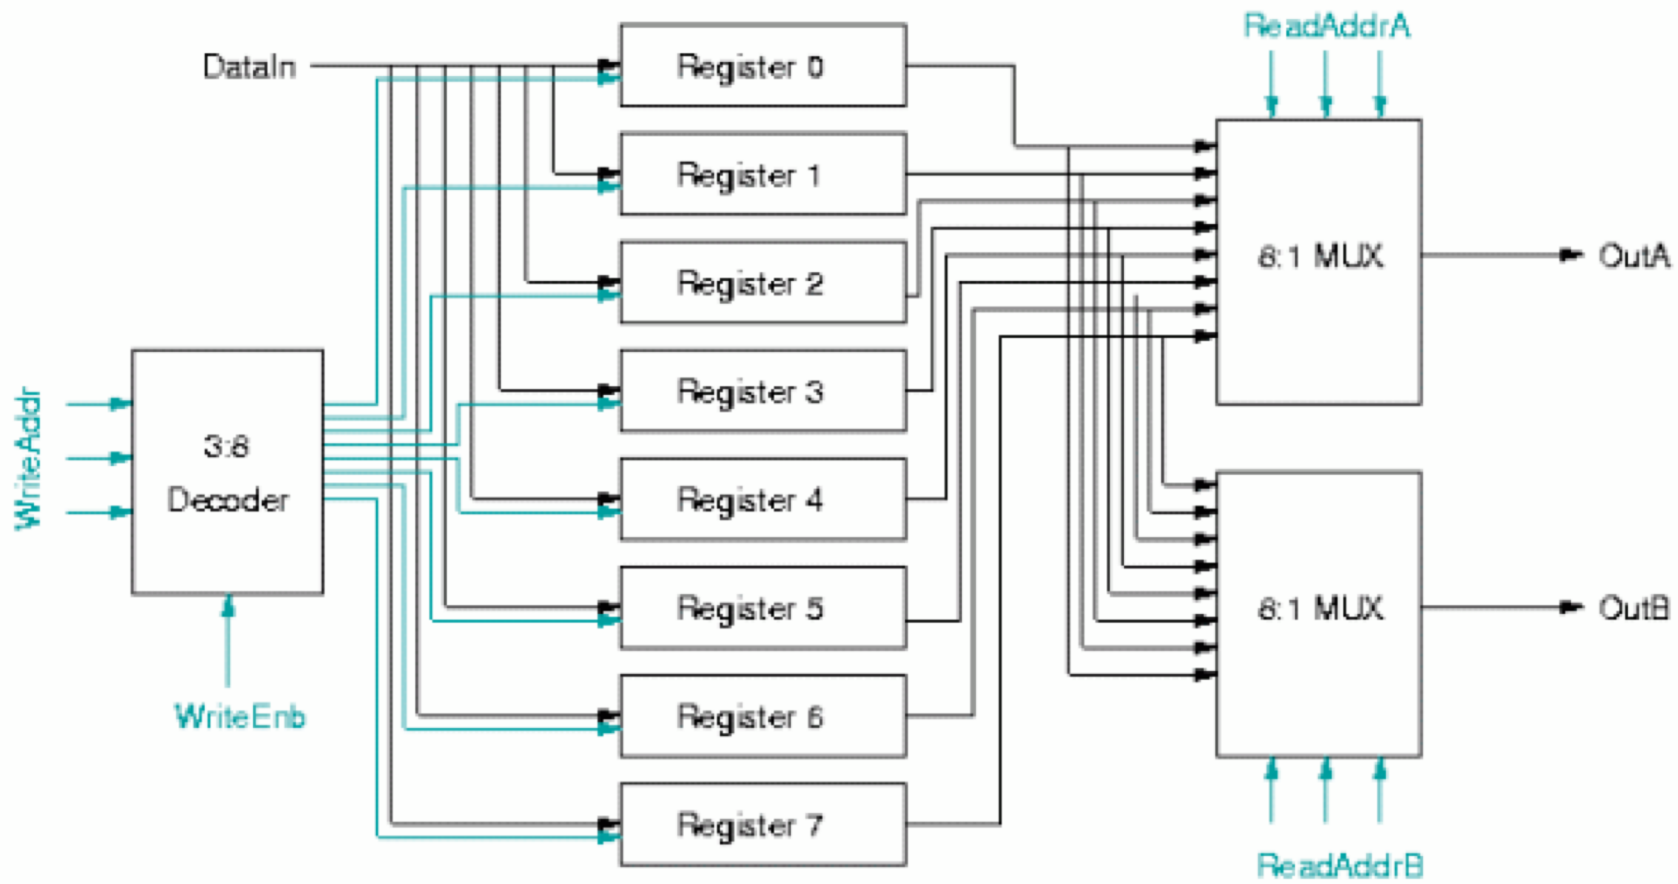 ReadAddrA
DataIn
Register 0
Register 1
Register 2
8:1 MUX
OutA
Register 3
WriteAddr
3:8
Decoder
Register 4
Register 5
8:1 MUX
OutB
WriteEnb
Register 6
Register 7
ReadAddrB